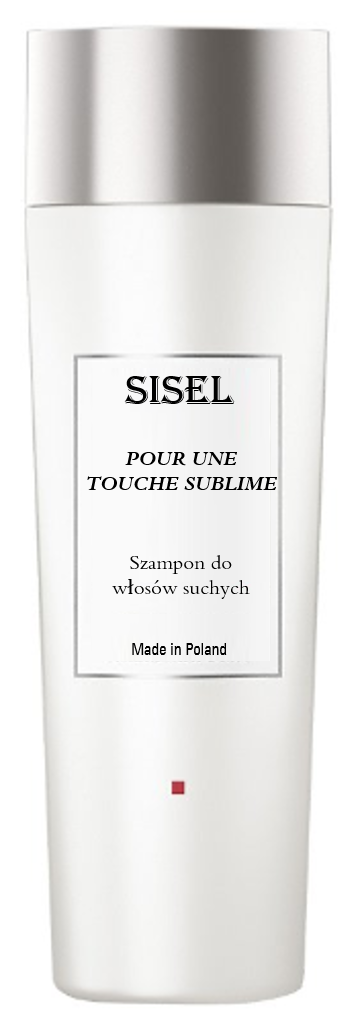 SISEL
POUR UNE
TOUCHE SUBLIME
Szampon do
włosów suchych
Made in Poland